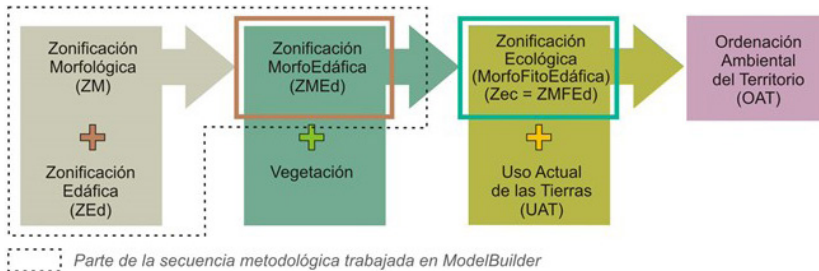 Zonificación
Morfológica
(ZM)
+
Zonificación
Edáfica
(ZEd)
Zonificación
MorfoEdáfica
(ZMEd)
+
Vegetación
Zonificación
Ecológica
(MorfoFitoEdáfica)
(Zec = ZMFEd)
+
Uso Actual
de las Tierras
(UAT)
Ordenación
Ambiental
del Territorio
(OAT)
Parte de la secuencia metodológica trabajada en ModelBuilder